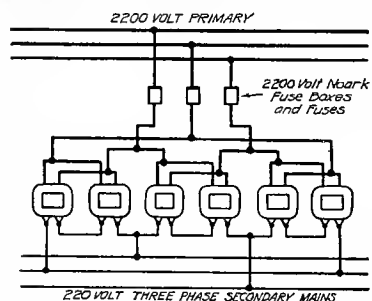 2200 VOLT PRIMARY
2200 Volt Noark
Fuse Boxes
and Fuses
220 VOLT THREE PHASE SECONDARY MAINS